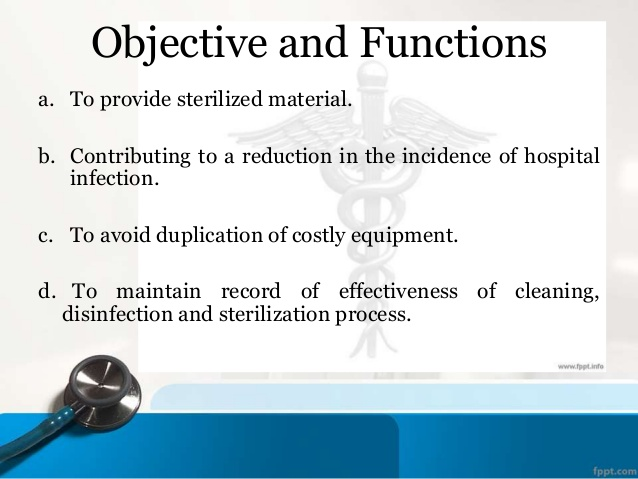 Objective and Functions
a. To provide sterilized material.
b. Contributing to a reduction in the incidence of hospital
infection.
c. To avoid duplication of costly equipment.
d. To maintain record of effectiveness of cleaning,
disinfection and sterilization process.
www.fppt.info
fppt.com